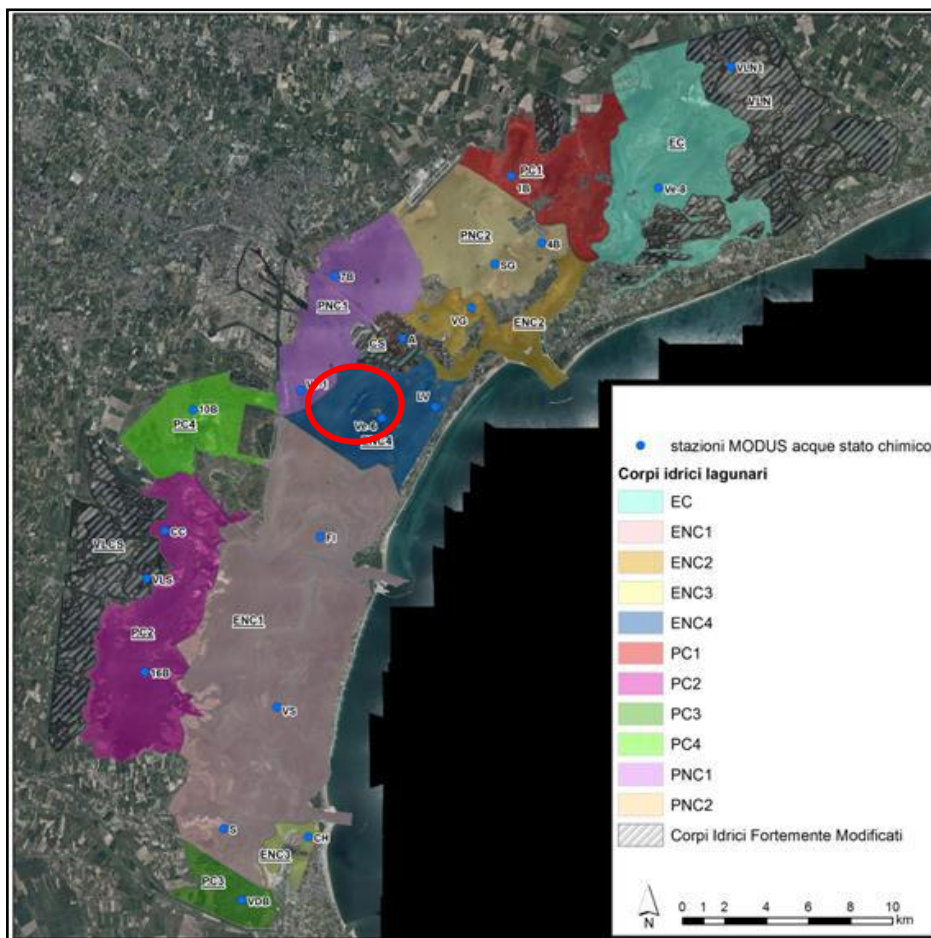 VLN1
VLN
EC
Ve-8
PC1
1B
PNC2
4B
SG
7B
PNC1
VG
ENC2
A
CS
LV
Ve-6
10B
PC4
FI
CC
VLCS
VLS
ENC1
PC2
16B
VS
S
CH
ENC3
PC3
VDB
stazioni MODUS acque stato chimico
Corpi idrici lagunari
EC
ENC1
ENC2
ENC3
ENC4
PC1
PC2
PC3
PC4
PNC1
PNC2
Corpi Idrici Fortemente Modificati
N
0 1 2 4 6 8 10
km